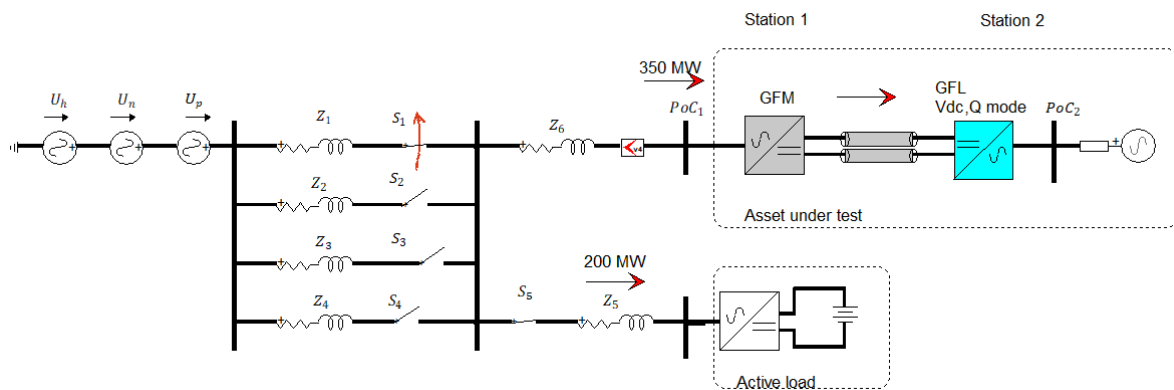 Station 1
Station 2
350 MW
U_h
U_n
U_p
Z_1
S_1
Z_6
PoC_1
GFM
GFL
Vdc,Q mode
PoC_2
v4
Z_2
S_2
Z_3
S_3
Asset under test
200 MW
Z_4
S_4
S_5
Z_5
Active load